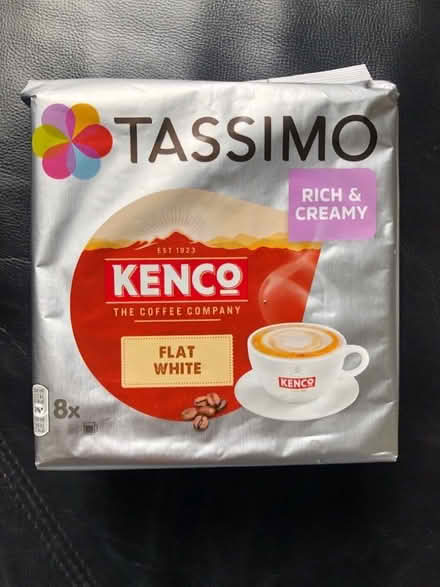 TASSIMO
RICH &
CREAMY
EST 1923
KENCO
THE COFFEE COMPANY
FLAT
WHITE
KENCO
8x